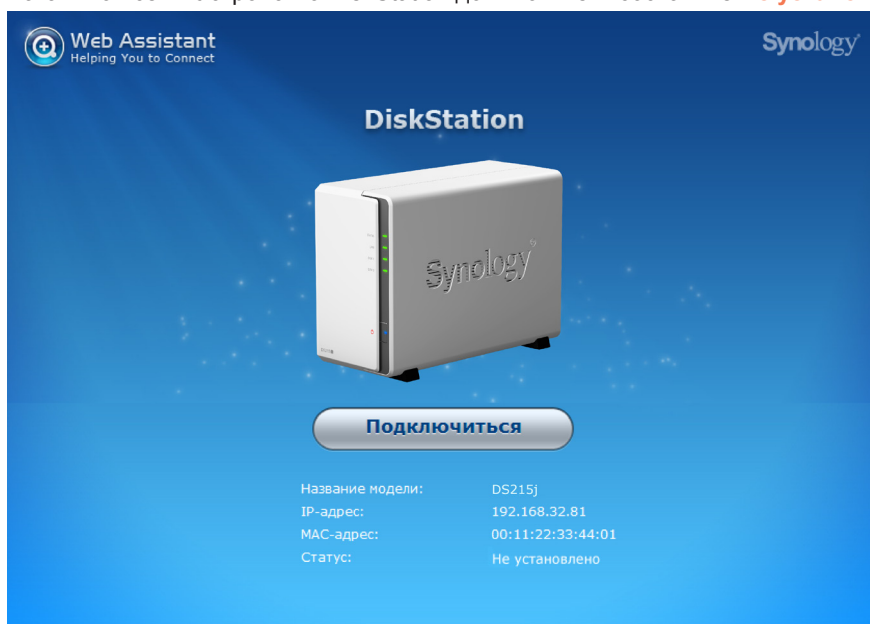 Web Assistant
Helping You to Connect
Synology
DiskStation
Synology
Подключиться
Название модели: DS215j
IP-адрес: 192.168.32.81
MAC-адрес: 00:11:22:33:44:01
Статус: Не установлено